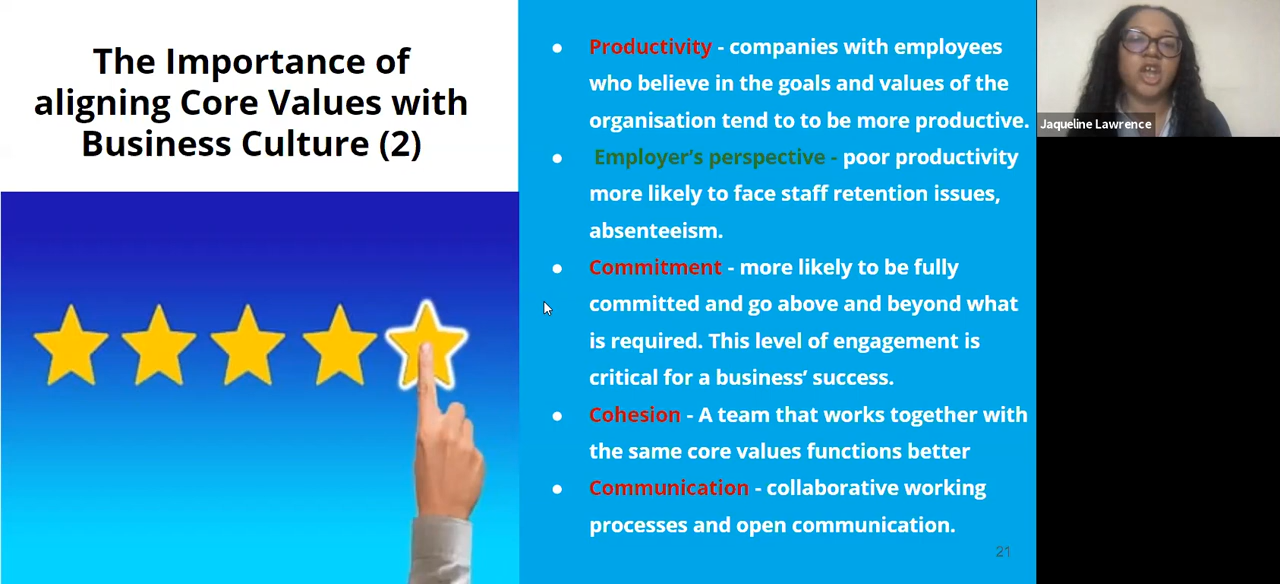 The Importance of
aligning Core Values with
Business Culture (2)
● Productivity - companies with employees
who believe in the goals and values of the
organisation tend to to be more productive.
● Employer's perspective - poor productivity
more likely to face staff retention issues,
absenteeism.
● Commitment - more likely to be fully
committed and go above and beyond what
is required. This level of engagement is
critical for a business’ success.
● Cohesion - A team that works together with
the same core values functions better
● Communication - collaborative working
processes and open communication.
21
Jaqueline Lawrence